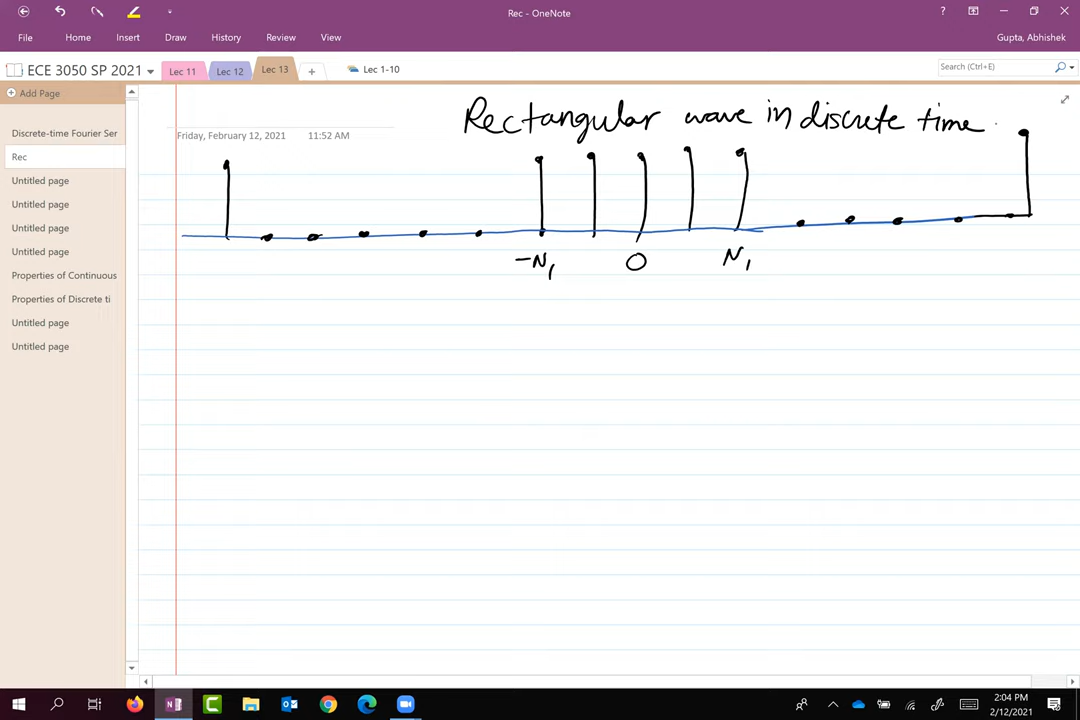 Rec - OneNote
?
File Home Insert Draw History Review View
Gupta, Abhishek
ECE 3050 SP 2021
Lec 11 Lec 12 Lec 13 + Lec 1-10
Search (Ctrl+E)
Add Page
Discrete-time Fourier Ser
Rec
Untitled page
Untitled page
Untitled page
Untitled page
Properties of Continuous
Properties of Discrete ti
Untitled page
Untitled page
Rectangular wave in discrete time
Friday, February 12, 2021 11:52 AM
-N₁ 0 N₁
2:04 PM
2/12/2021